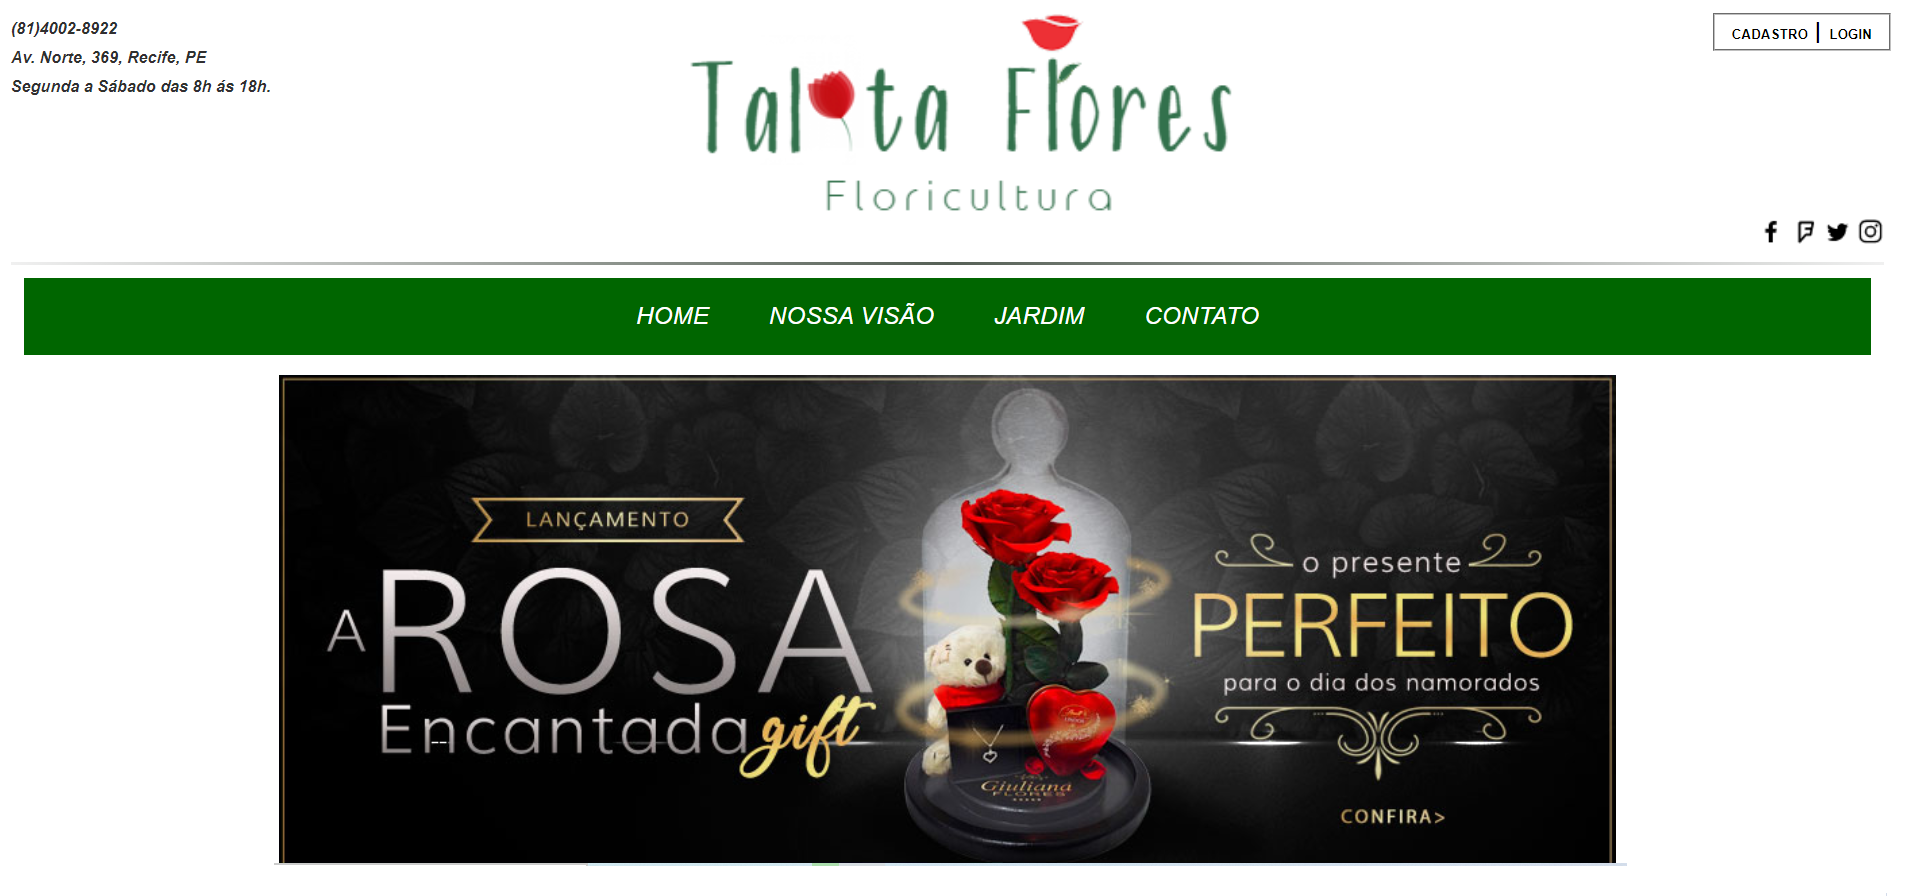 (81)4002-8922
Av. Norte, 369, Recife, PE
Segunda a Sábado das 8h ás 18h.
Talita Flores
Floricultura
CADASTRO | LOGIN
HOME NOSSA VISÃO JARDIM CONTATO
LANÇAMENTO
A ROSA
Encantada gift
o presente
PERFEITO
para o dia dos namorados
CONFIRA>
Giuliana
FLORES